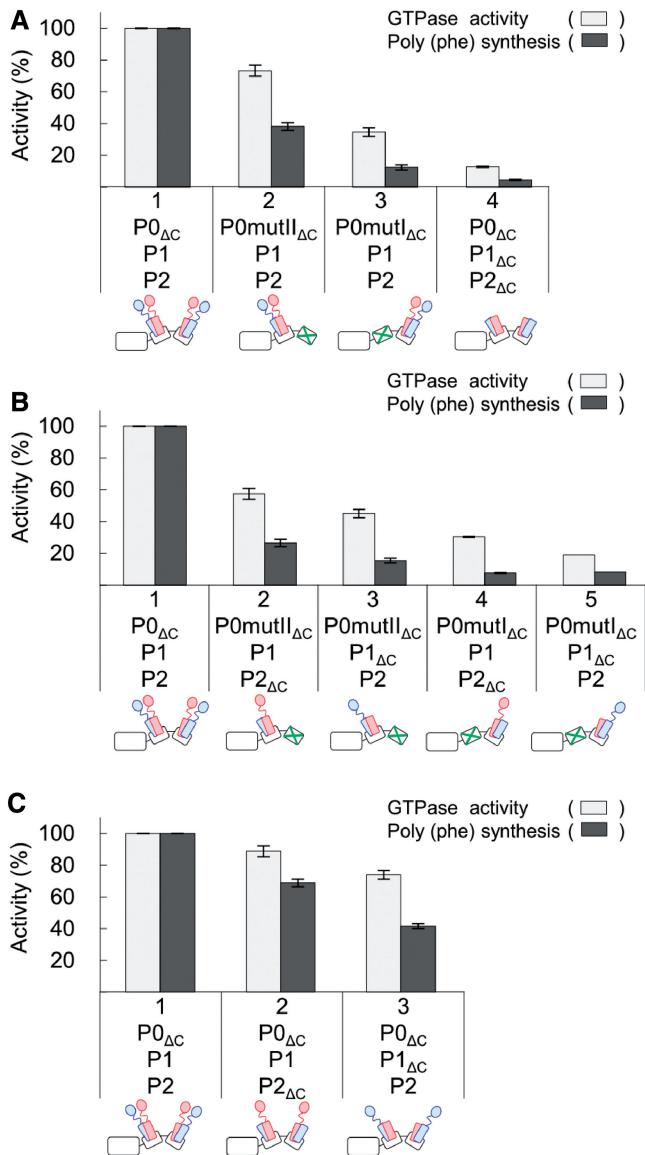 A
GTPase activity ( )
Poly (phe) synthesis ( )
Activity (%)
100
80
60
40
20
1 2 3 4
P0ΔC P0mutIIΔC P0mutIΔC P0ΔC
P1 P1 P1 P1ΔC
P2 P2 P2 P2ΔC
B
GTPase activity ( )
Poly (phe) synthesis ( )
Activity (%)
100
80
60
40
20
1 2 3 4 5
P0ΔC P0mutIIΔC P0mutIIΔC P0mutIΔC P0mutIΔC
P1 P1 P1ΔC P1 P1ΔC
P2 P2ΔC P2 P2ΔC P2
C
GTPase activity ( )
Poly (phe) synthesis ( )
Activity (%)
100
80
60
40
20
1 2 3
P0ΔC P0ΔC P0ΔC
P1 P1 P1ΔC
P2 P2ΔC P2